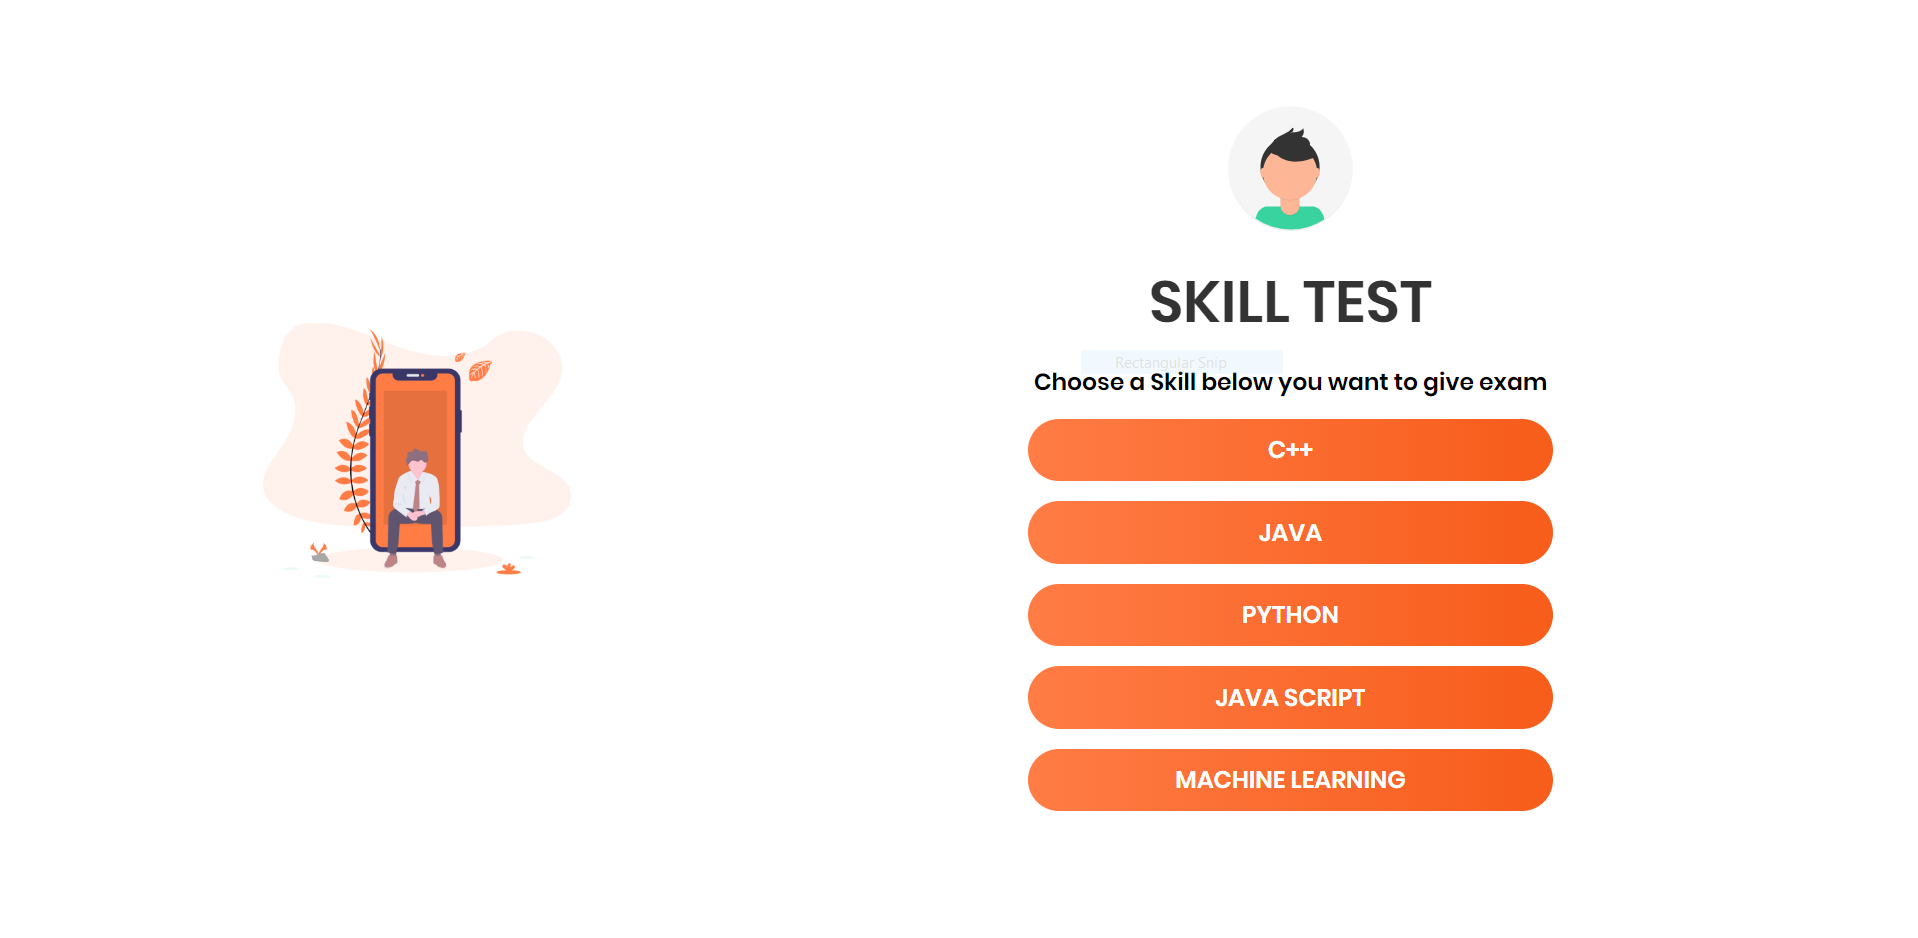 SKILL TEST
Rectangular Snip
Choose a Skill below you want to give exam
C++
JAVA
PYTHON
JAVA SCRIPT
MACHINE LEARNING